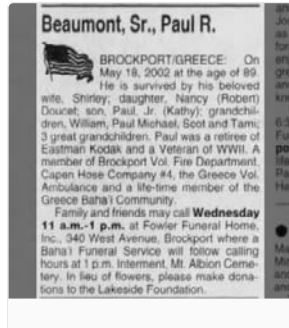 Beaumont, Sr., Paul R.
BROCKPORT/GREECE: On
May 18, 2002 at the age of 89.
He is survived by his beloved
wife, Shirley; daughter, Nancy (Robert)
Doucet; son, Paul, Jr. (Kathy); grandchil-
dren, William, Paul Michael, Scot and Tami;
3 great grandchildren. Paul was a retiree of
Eastman Kodak and a Veteran of WWII. A
member of Brockport Vol. Fire Department,
Capen Hose Company #4, the Greece Vol.
Ambulance and a life-time member of the
Greece Baha'i Community.
Family and friends may call Wednesday
11 a.m.-1 p.m. at Fowler Funeral Home,
Inc., 340 West Avenue, Brockport where a
Baha'i Funeral Service will follow calling
hours at 1 p.m. Interment, Mt. Albion Ceme-
tery. In lieu of flowers, please make dona-
tions to the Lakeside Foundation.